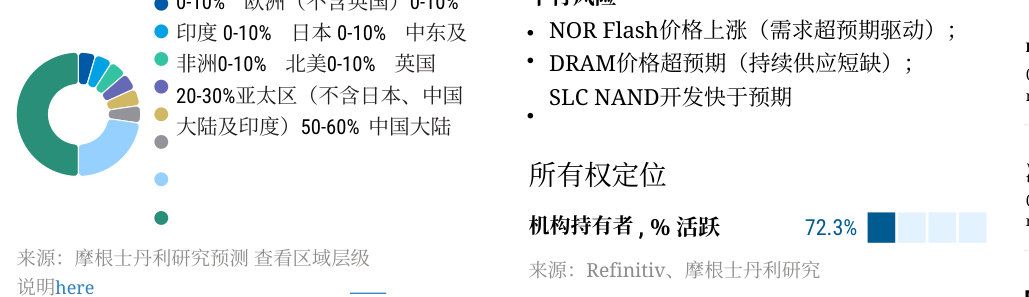 0-10% 欧洲（不含英国）0-10%
印度 0-10% 日本 0-10% 中东及
非洲0-10% 北美0-10% 英国
20-30%亚太区（不含日本、中国
大陆及印度）50-60% 中国大陆
来源：摩根士丹利研究预测 查看区域层级
说明here
• NOR Flash价格上涨（需求超预期驱动）；
• DRAM价格超预期（持续供应短缺）；
SLC NAND开发快于预期
•
所有权定位
机构持有者, % 活跃 72.3%
来源：Refinitiv、摩根士丹利研究